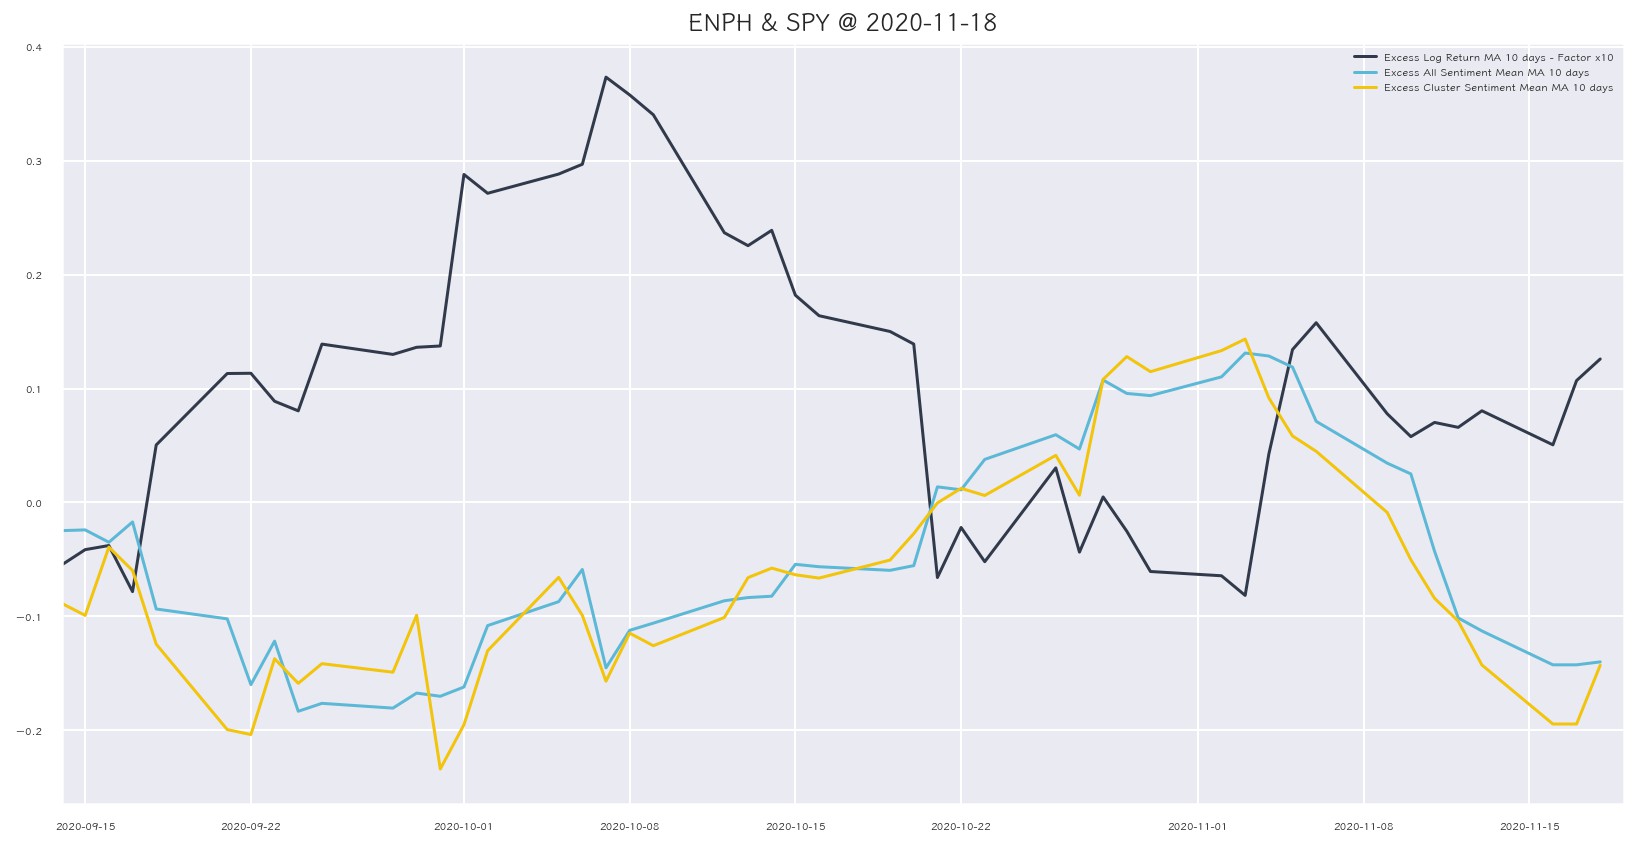 ENPH & SPY @ 2020-11-18
Excess Log Return MA 10 days - Factor x10
Excess All Sentiment Mean MA 10 days
Excess Cluster Sentiment Mean MA 10 days
0.4
0.3
0.2
0.1
0.0
−0.1
−0.2
2020-09-15 2020-09-22 2020-10-01 2020-10-08 2020-10-15 2020-10-22 2020-11-01 2020-11-08 2020-11-15